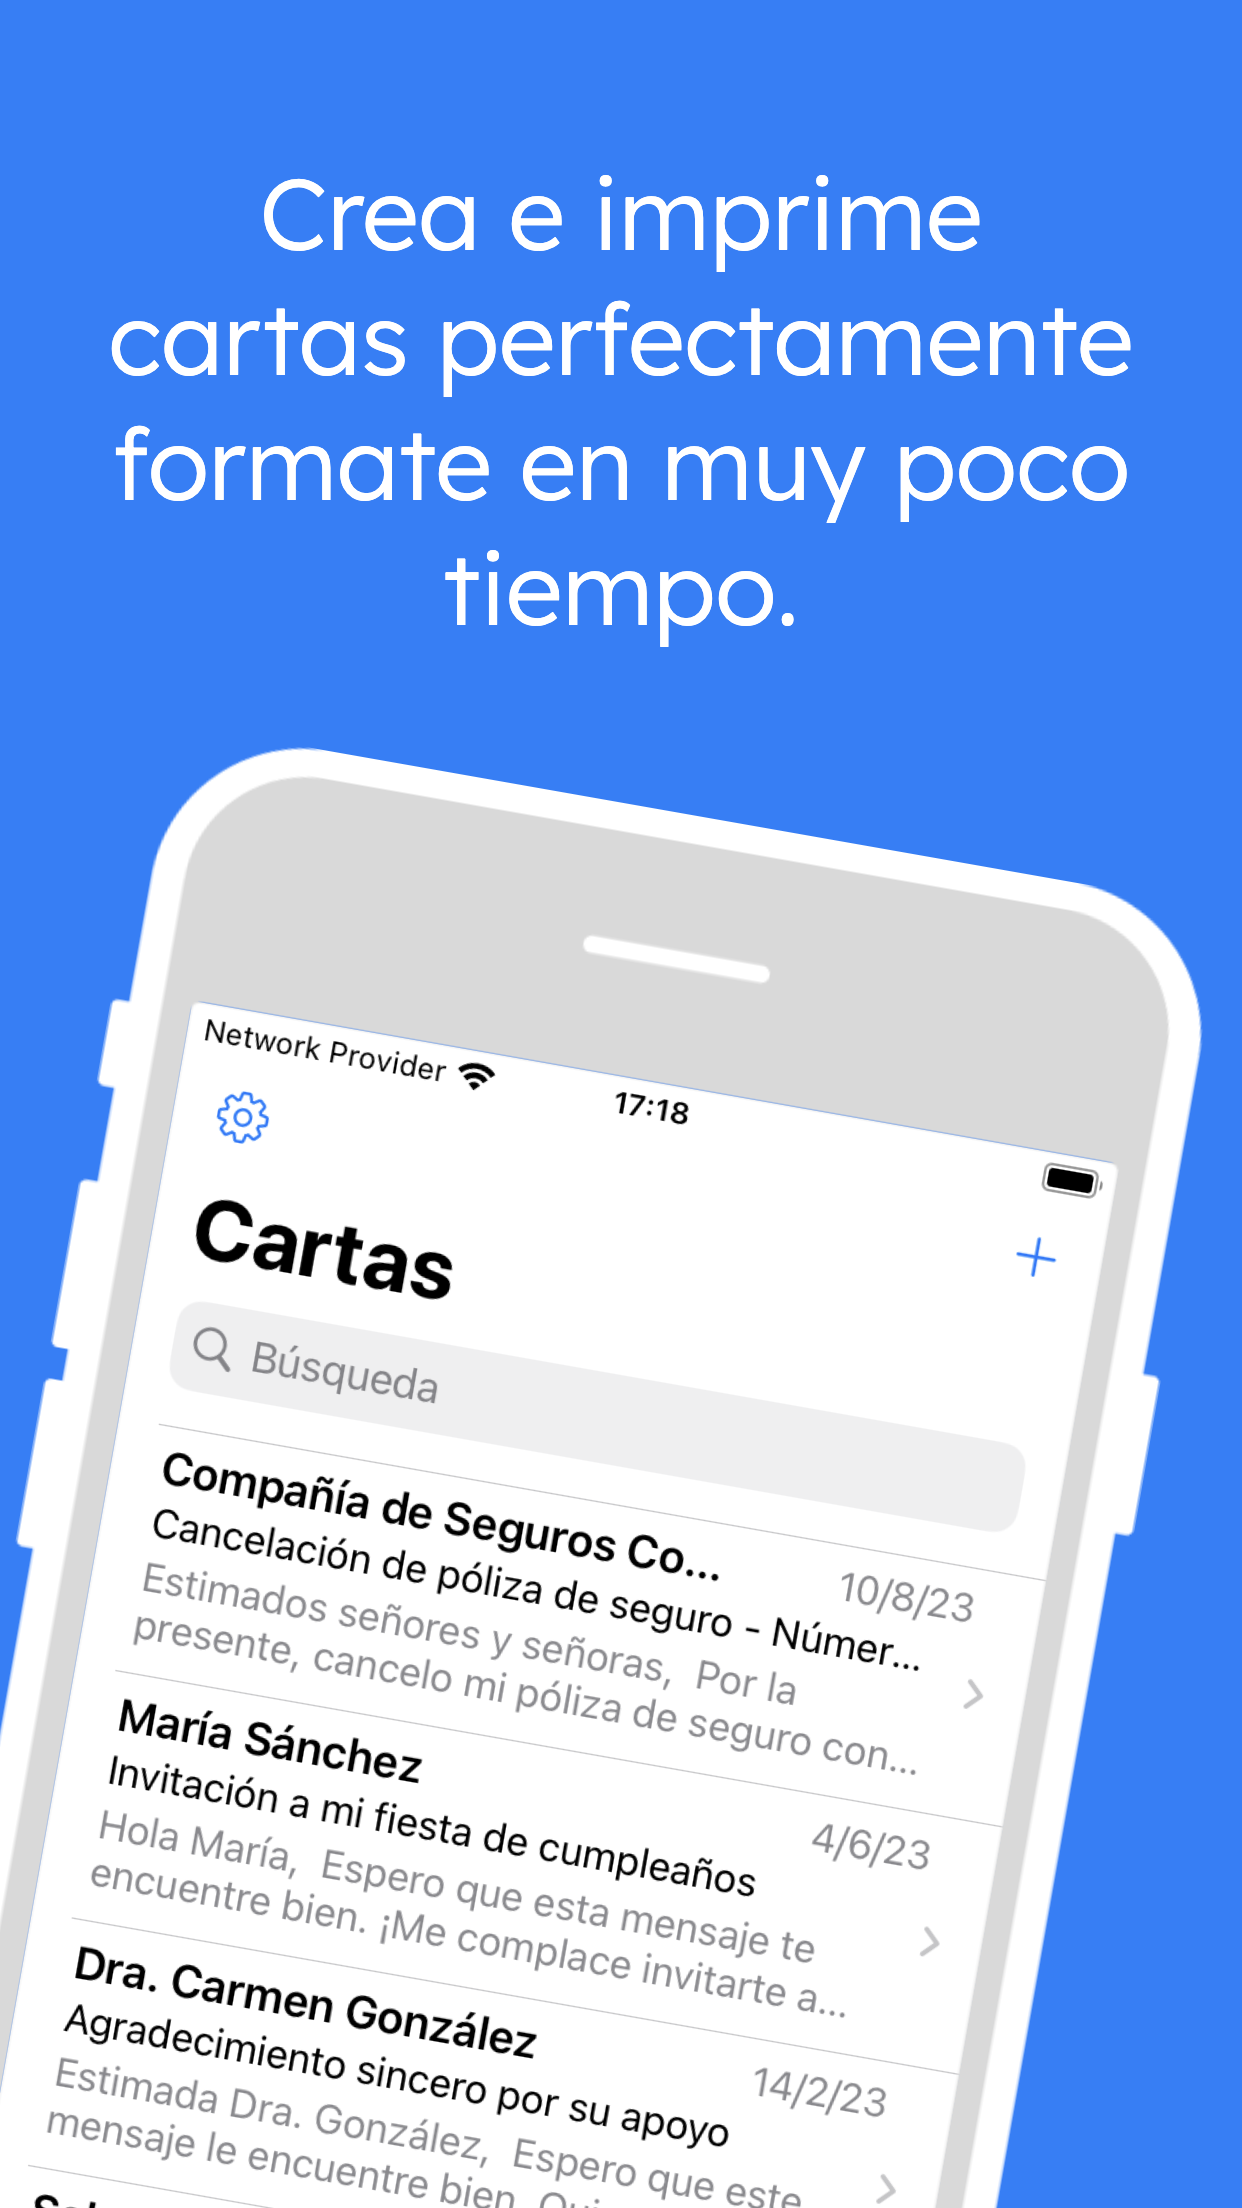 Crea e imprime
cartas perfectamente
formate en muy poco
tiempo.
Network Provider
17:18
Cartas
Búsqueda
Compañía de Seguros Co...
10/8/23
Cancelación de póliza de seguro - Númer...
Estimados señores y señoras, Por la
presente, cancelo mi póliza de seguro con...
María Sánchez
4/6/23
Invitación a mi fiesta de cumpleaños
Hola María, Espero que esta mensaje te
encuentre bien. ¡Me complace invitarte a...
Dra. Carmen González
14/2/23
Agradecimiento sincero por su apoyo
Estimada Dra. González, Espero que este
mensaje le encuentre bien